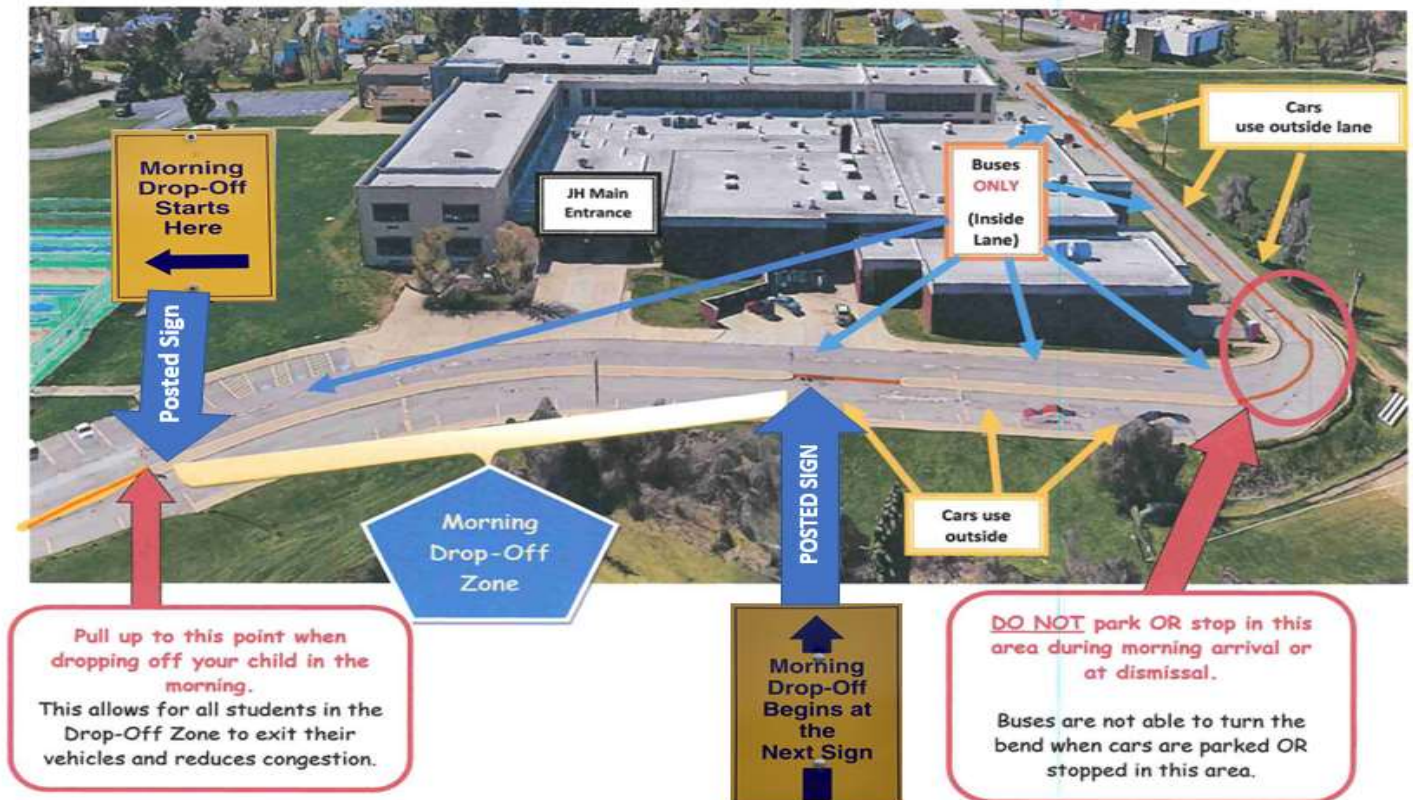 Morning
Drop-Off
Starts
Here
Posted Sign
JH Main
Entrance
Buses
ONLY
(Inside
Lane)
Cars
use outside lane
Morning
Drop-Off
Zone
POSTED SIGN
Cars use
outside
Pull up to this point when
dropping off your child in the
morning.
This allows for all students in the
Drop-Off Zone to exit their
vehicles and reduces congestion.
Morning
Drop-Off
Begins at
the
Next Sign
DO NOT park OR stop in this
area during morning arrival or
at dismissal.
Buses are not able to turn the
bend when cars are parked OR
stopped in this area.